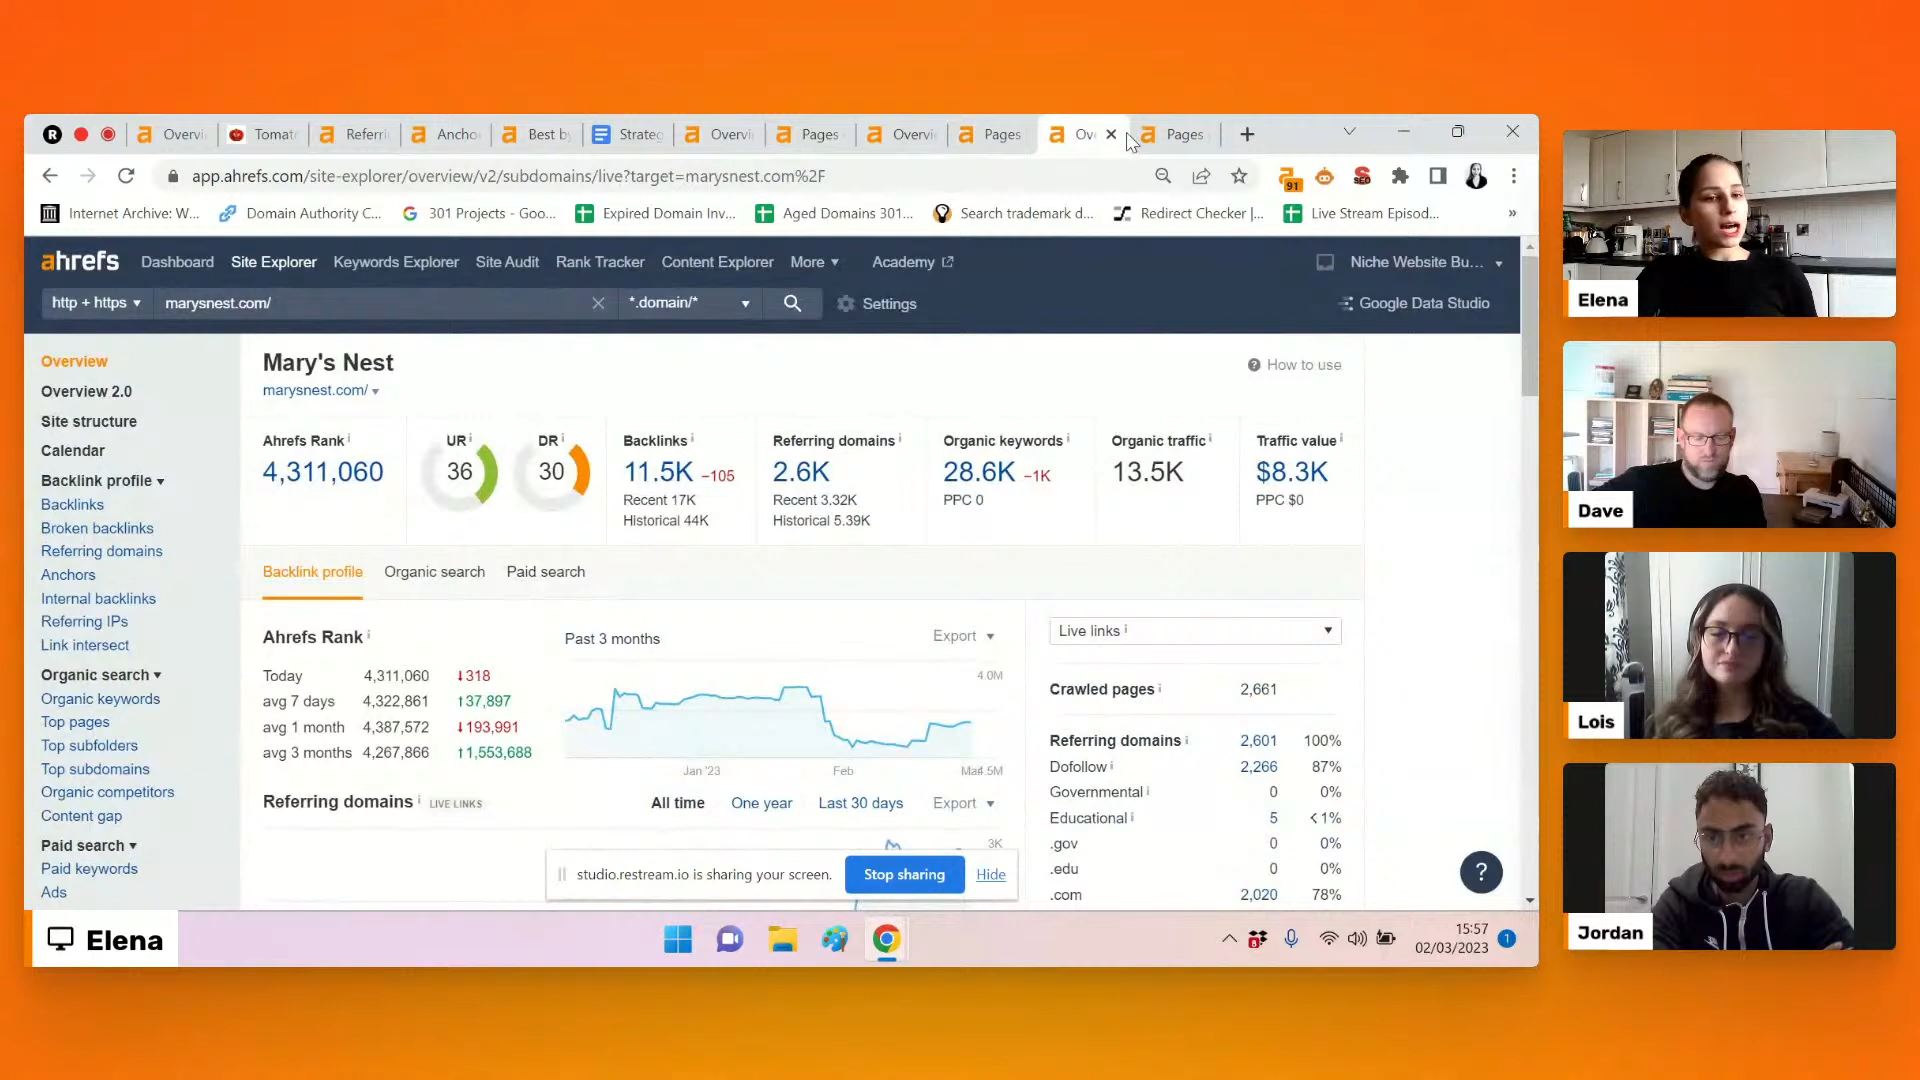 R Overvi Tomat Referri Ancho Best by Strateg Overvi Pages Overvi Pages Ov Pages
app.ahrefs.com/site-explorer/overview/v2/subdomains/live?target=marysnest.com%2F
91 SEO
Internet Archive: W... Domain Authority C... 301 Projects - Goo... Expired Domain Inv... Aged Domains 301... Search trademark d... Redirect Checker |... Live Stream Episod... »
ahrefs Dashboard Site Explorer Keywords Explorer Site Audit Rank Tracker Content Explorer More Academy Niche Website Bu...
http + https marysnest.com/ *.domain/* Settings Google Data Studio
Overview
Overview 2.0
Site structure
Calendar
Backlink profile
Backlinks
Broken backlinks
Referring domains
Anchors
Internal backlinks
Referring IPs
Link intersect
Organic search
Organic keywords
Top pages
Top subfolders
Top subdomains
Organic competitors
Content gap
Paid search
Paid keywords
Ads
Mary's Nest
How to use
marysnest.com/
Ahrefs Rank UR DR Backlinks Referring domains Organic keywords Organic traffic Traffic value
4,311,060 36 30 11.5K -105 2.6K 28.6K -1K 13.5K $8.3K
Recent 17K Recent 3.32K PPC 0 PPC $0
Historical 44K Historical 5.39K
Backlink profile Organic search Paid search
Ahrefs Rank Past 3 months Export
Today 4,311,060 ↓318
avg 7 days 4,322,861 ↑37,897
avg 1 month 4,387,572 ↓193,991
avg 3 months 4,267,866 ↑1,553,688
4.0M
Jan '23 Feb Ma4.5M
Referring domains LIVE LINKS All time One year Last 30 days Export
3K
Live links
Crawled pages 2,661
Referring domains 2,601 100%
Dofollow 2,266 87%
Governmental 0 0%
Educational 5 <1%
.gov 0 0%
.edu 0 0%
.com 2,020 78%
studio.restream.io is sharing your screen. Stop sharing Hide
?
Elena
15:57
02/03/2023
1
Elena
Dave
Lois
Jordan